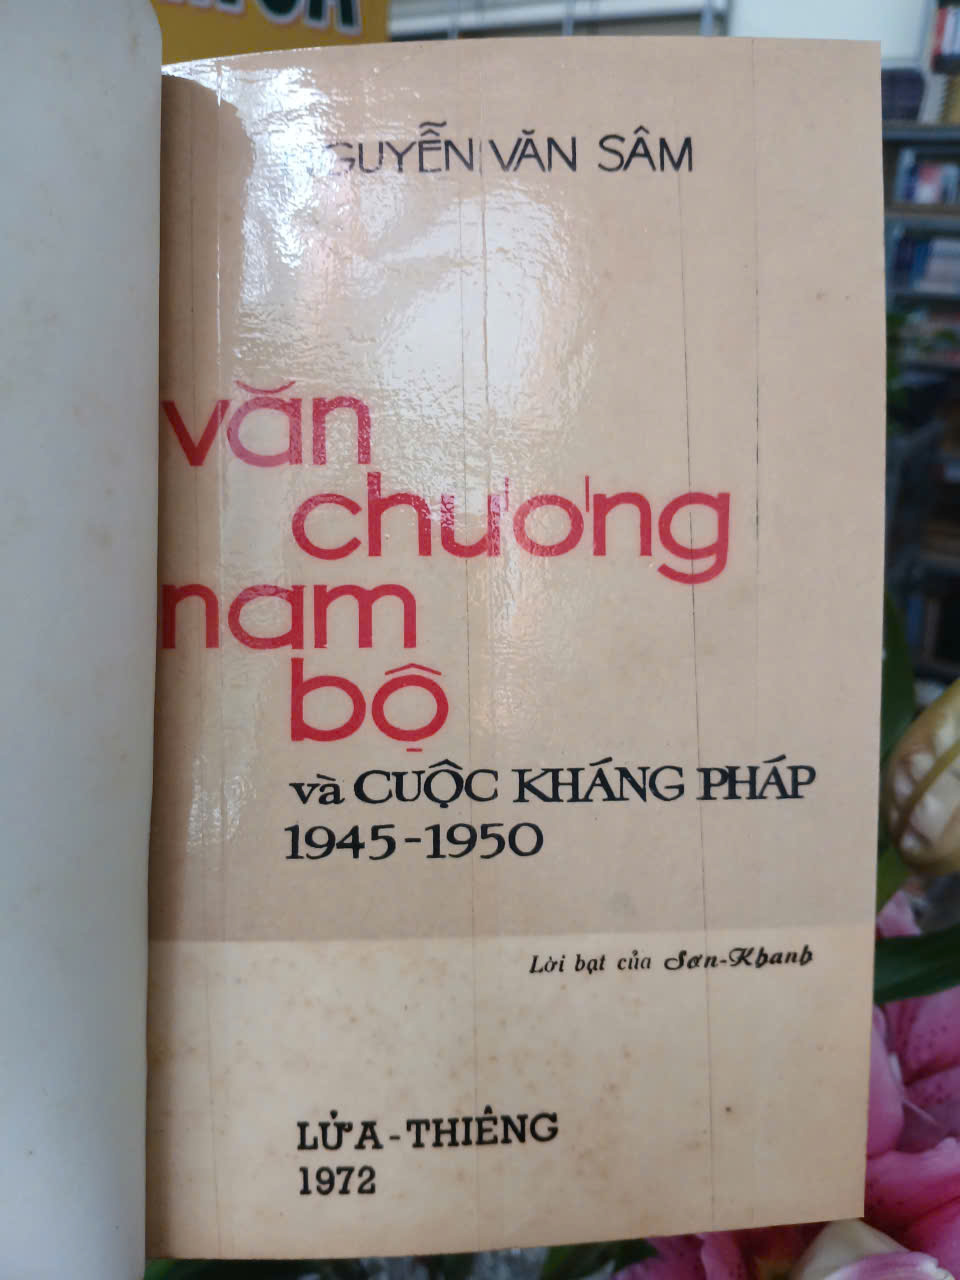 NGUYỄN VĂN SÂM
văn
chương
nam
bộ
và CUỘC KHÁNG PHÁP
1945-1950
Lời bạt của Sơn-Khanh
LỬA-THIÊNG
1972